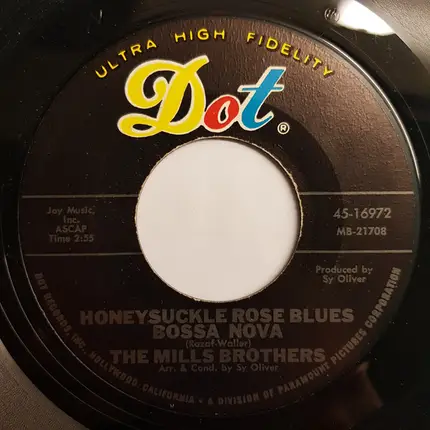 ULTRA HIGH FIDELITY
Dot®
Joy Music,
Inc.
ASCAP
Time 2:55
45-16972
MB-21708
Produced by
Sy Oliver
HONEYSUCKLE ROSE BLUES
BOSSA NOVA
(Razaf-Waller)
THE MILLS BROTHERS
Arr. & Cond. by Sy Oliver
DOT RECORDS, INC., HOLLYWOOD, CALIFORNIA • A DIVISION OF PARAMOUNT PICTURES CORPORATION